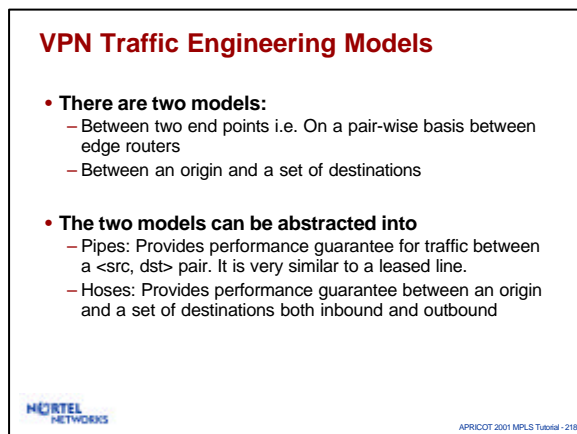 VPN Traffic Engineering Models
• There are two models:
– Between two end points i.e. On a pair-wise basis between
edge routers
– Between an origin and a set of destinations
• The two models can be abstracted into
– Pipes: Provides performance guarantee for traffic between
a <src, dst> pair. It is very similar to a leased line.
– Hoses: Provides performance guarantee between an origin
and a set of destinations both inbound and outbound
NORTEL
NETWORKS
APRICOT 2001 MPLS Tutorial - 218